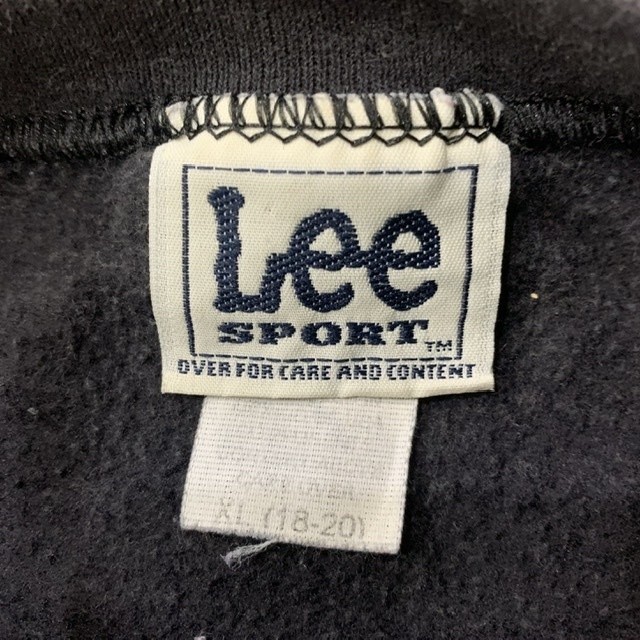 Lee
SPORT™
OVER FOR CARE AND CONTENT
XL (18-20)